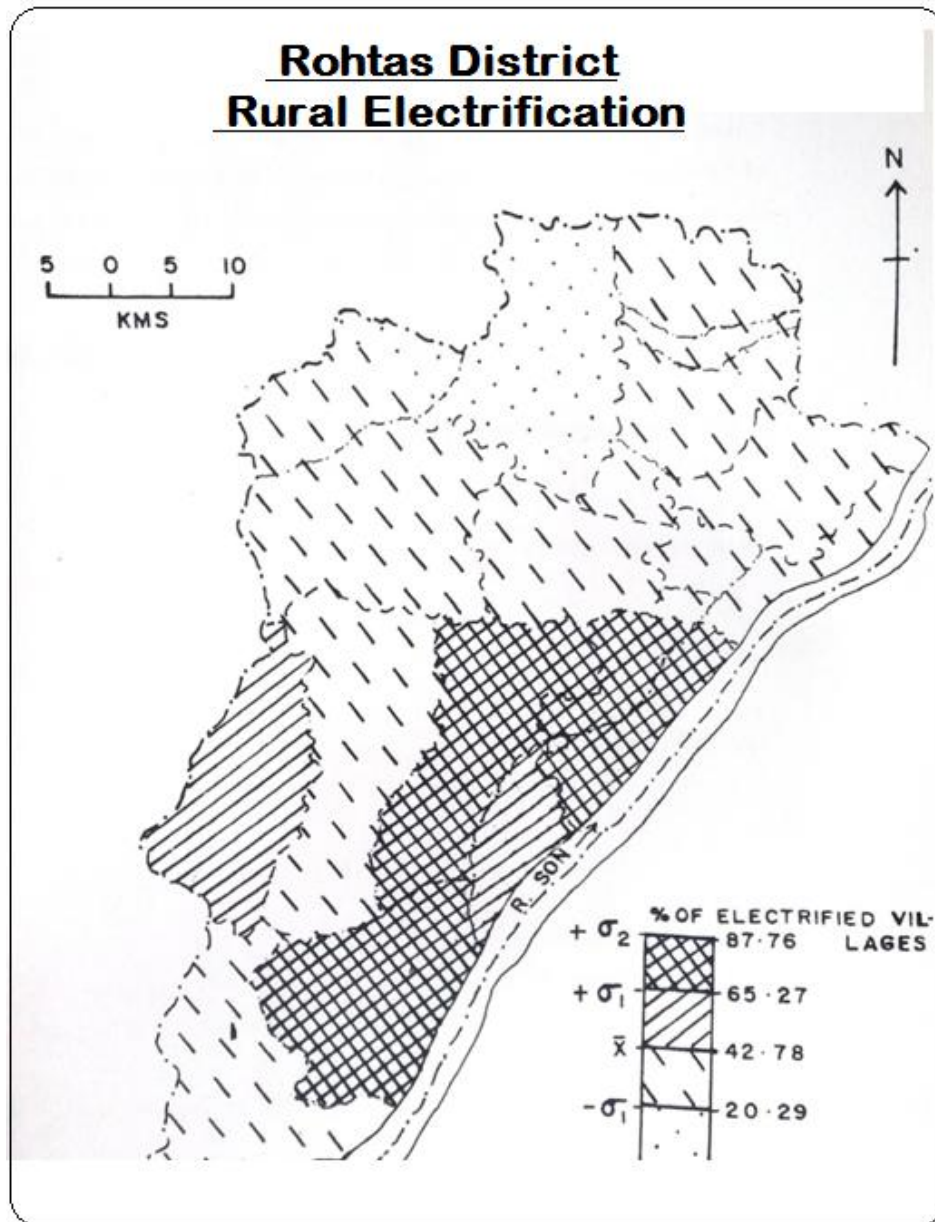 Rohtas District
Rural Electrification
N
5 0 5 10
KMS
R. SON
% OF ELECTRIFIED VIL-
LAGES
+ σ2 87·76
+ σ1 65·27
x̄ 42·78
-σ1 20·29